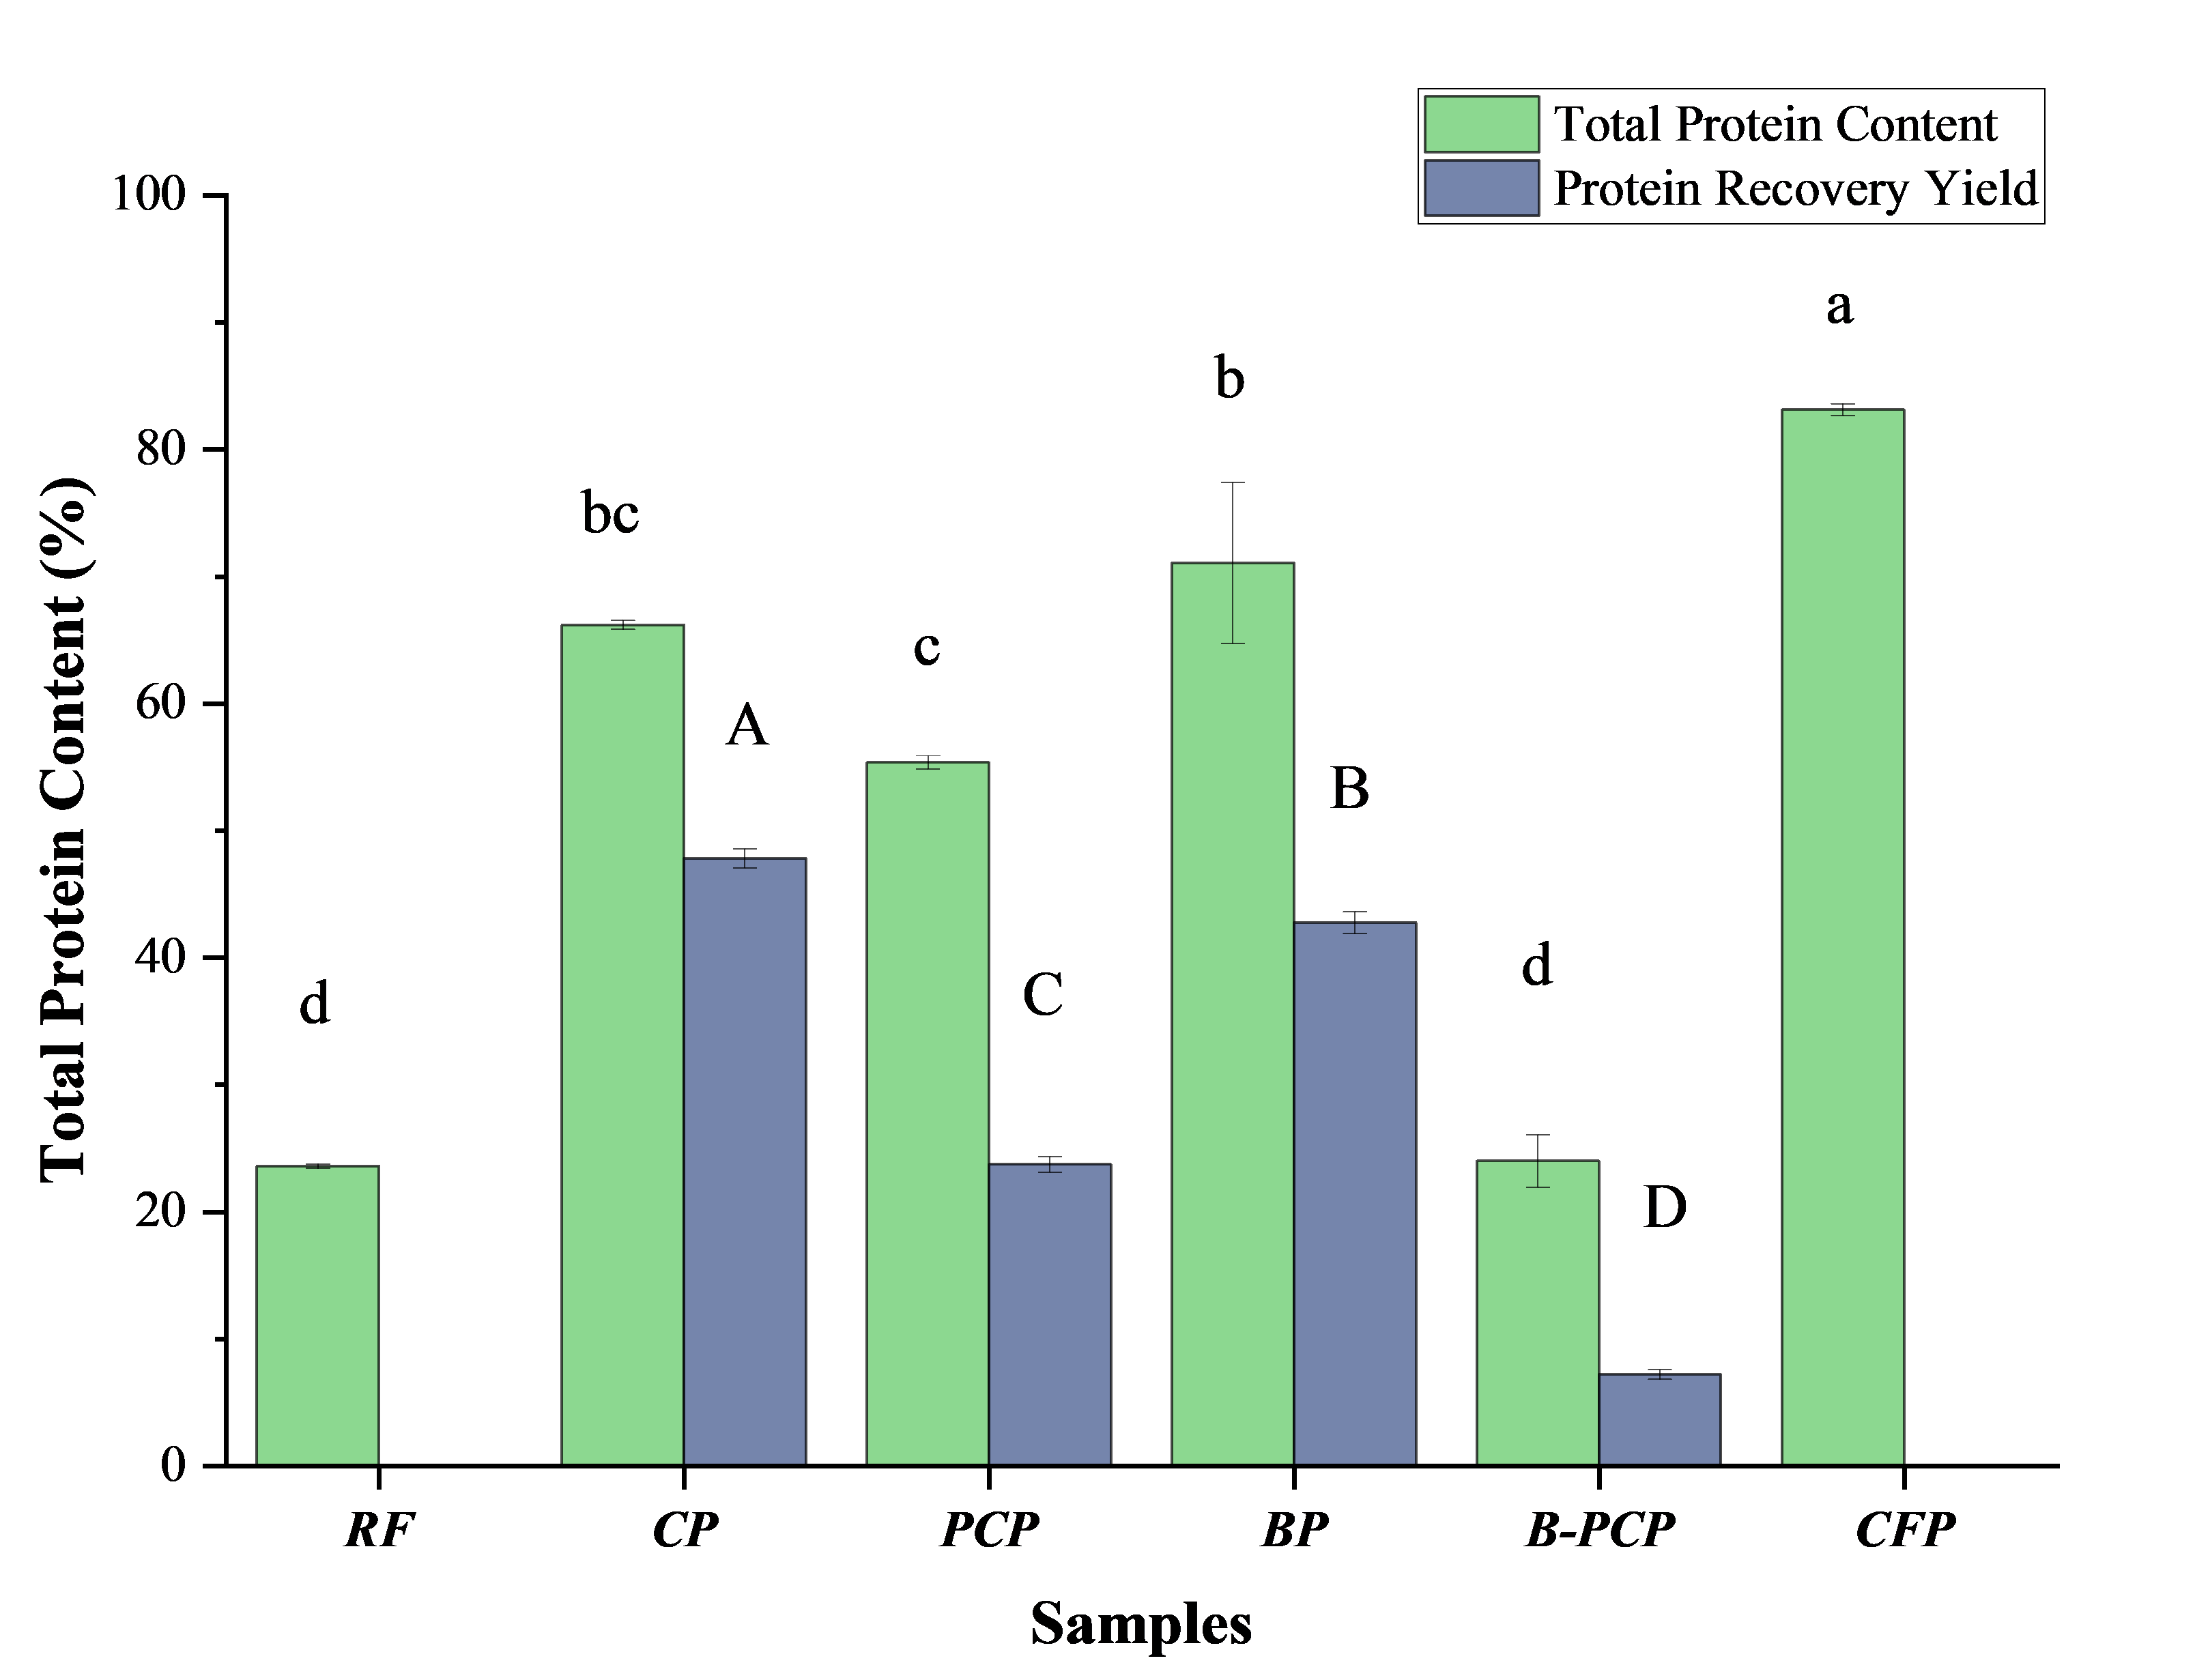 Total Protein Content
Protein Recovery Yield
Total Protein Content (%)
100
80
60
40
20
0
d
bc
A
c
C
b
B
d
D
a
RF
CP
PCP
BP
B-PCP
CFP
Samples